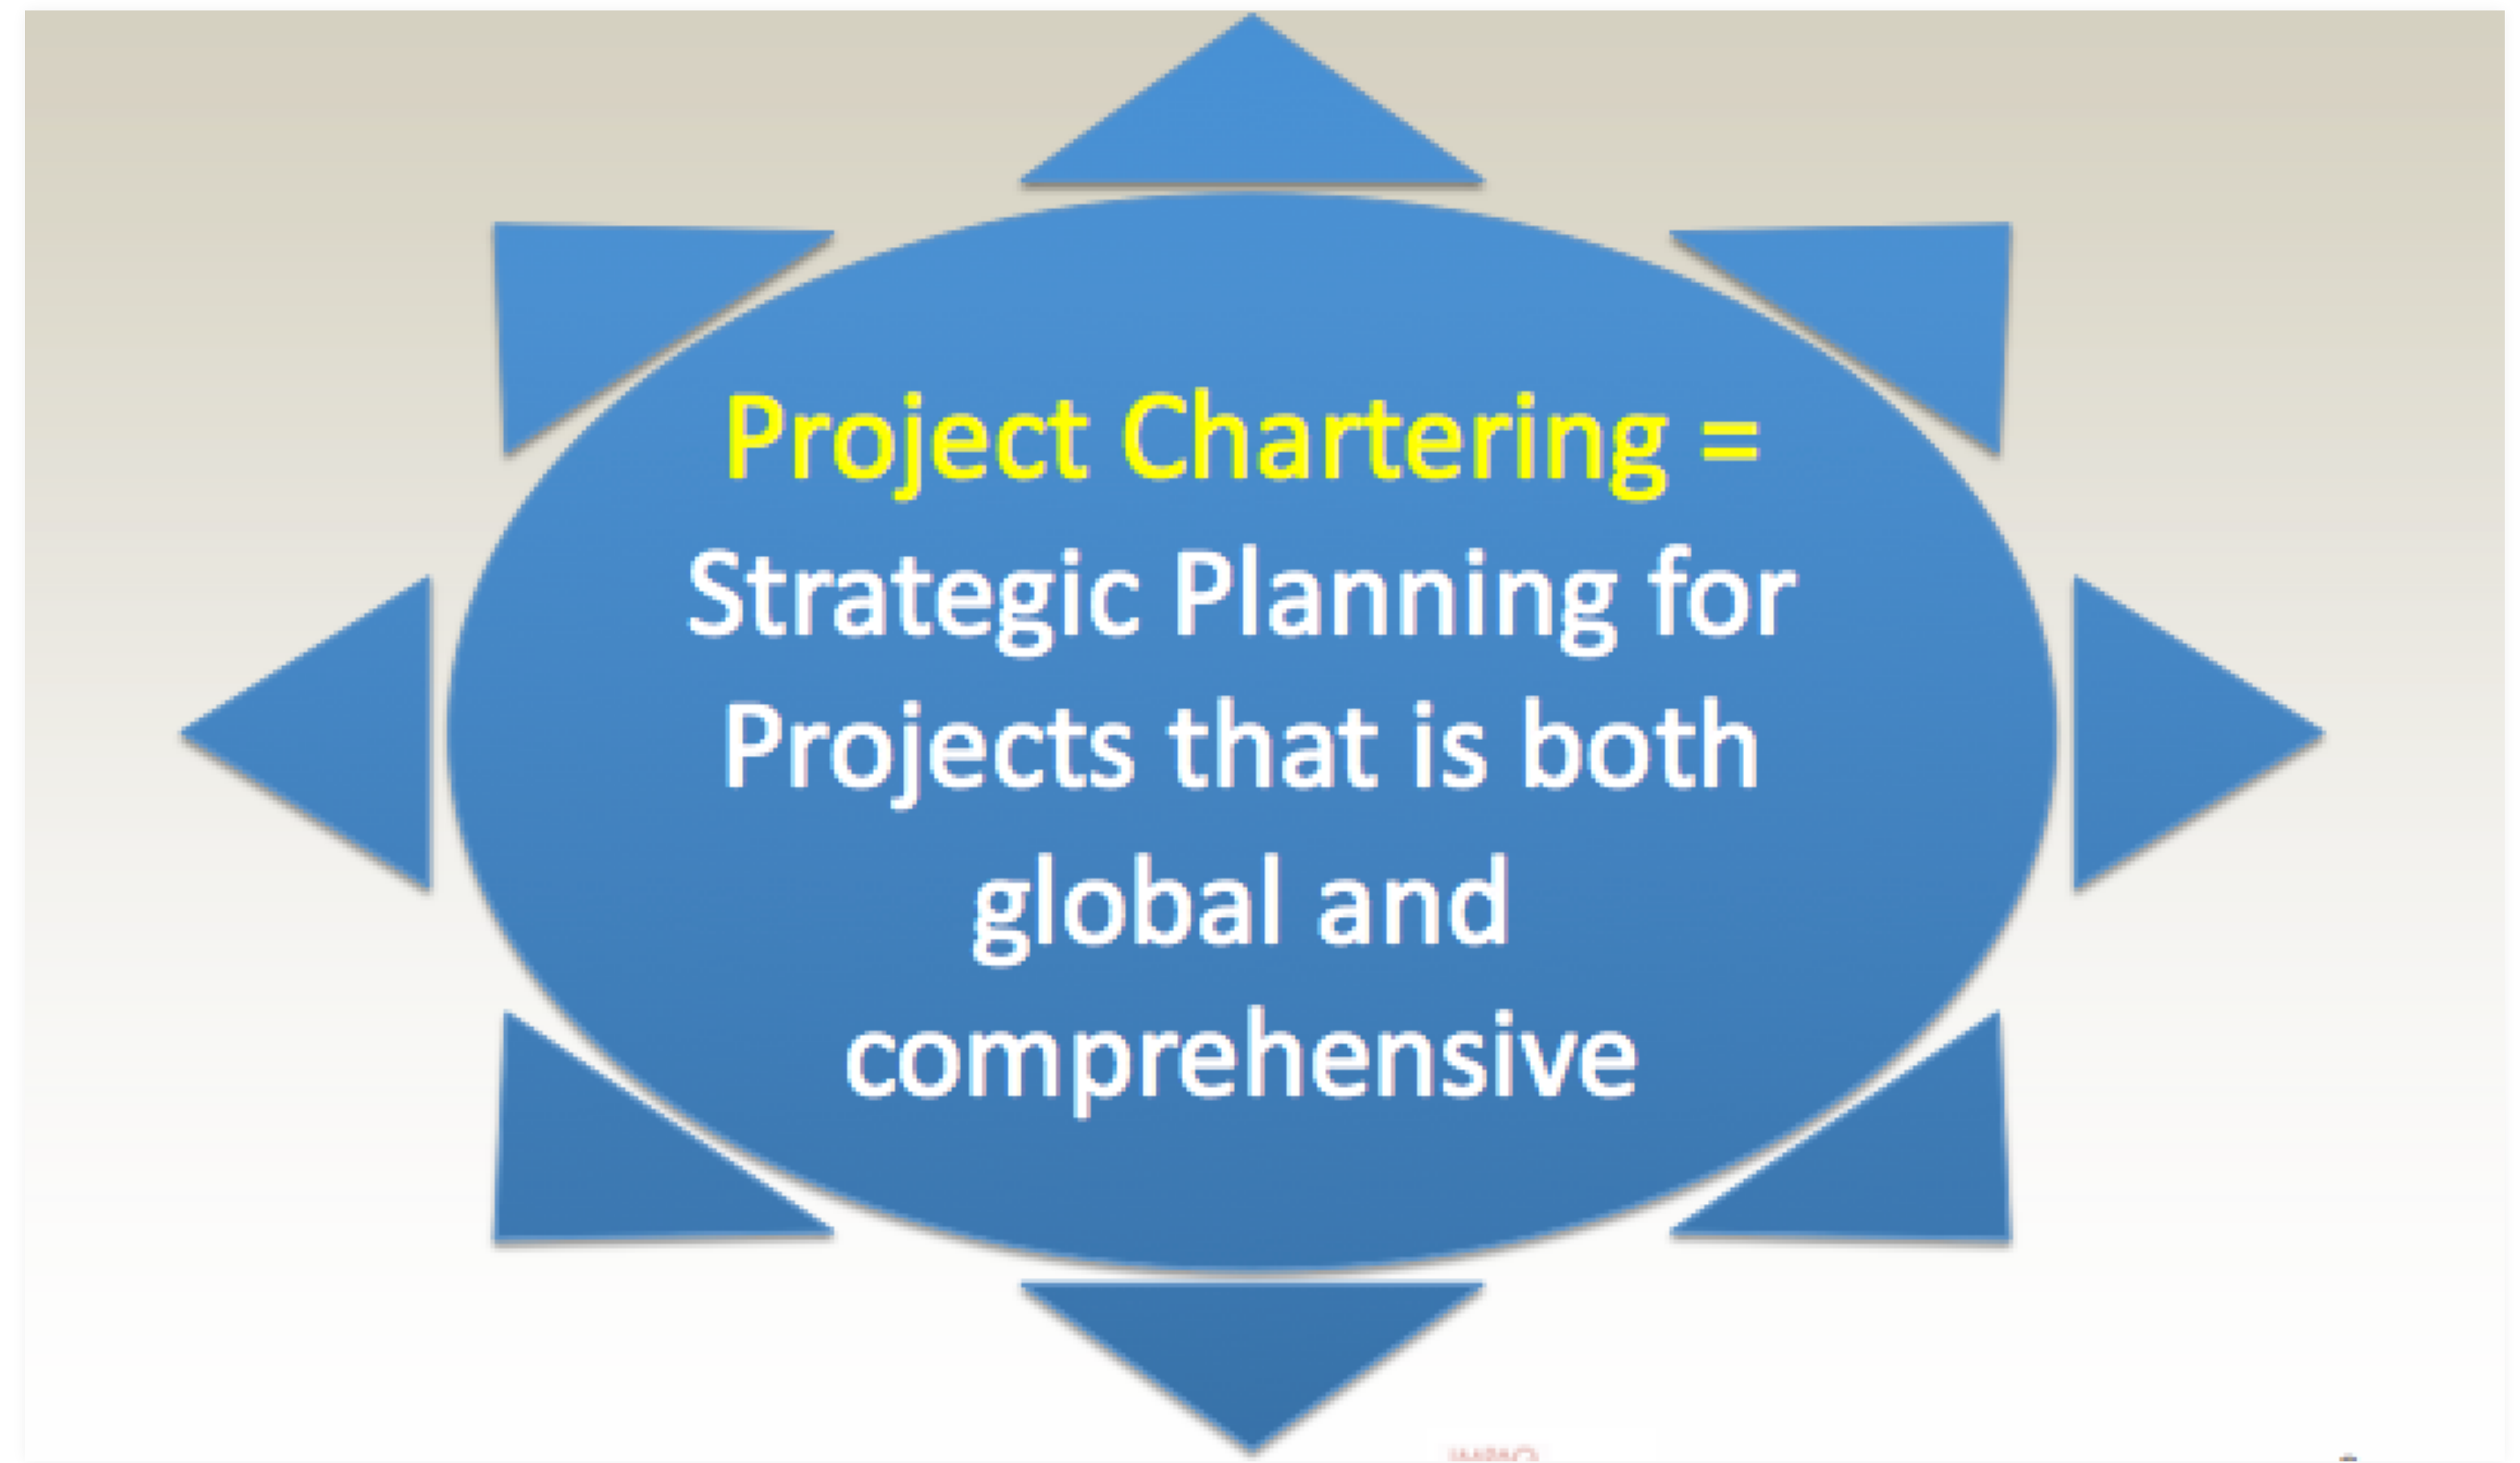 Project Chartering =
Strategic Planning for
Projects that is both
global and
comprehensive